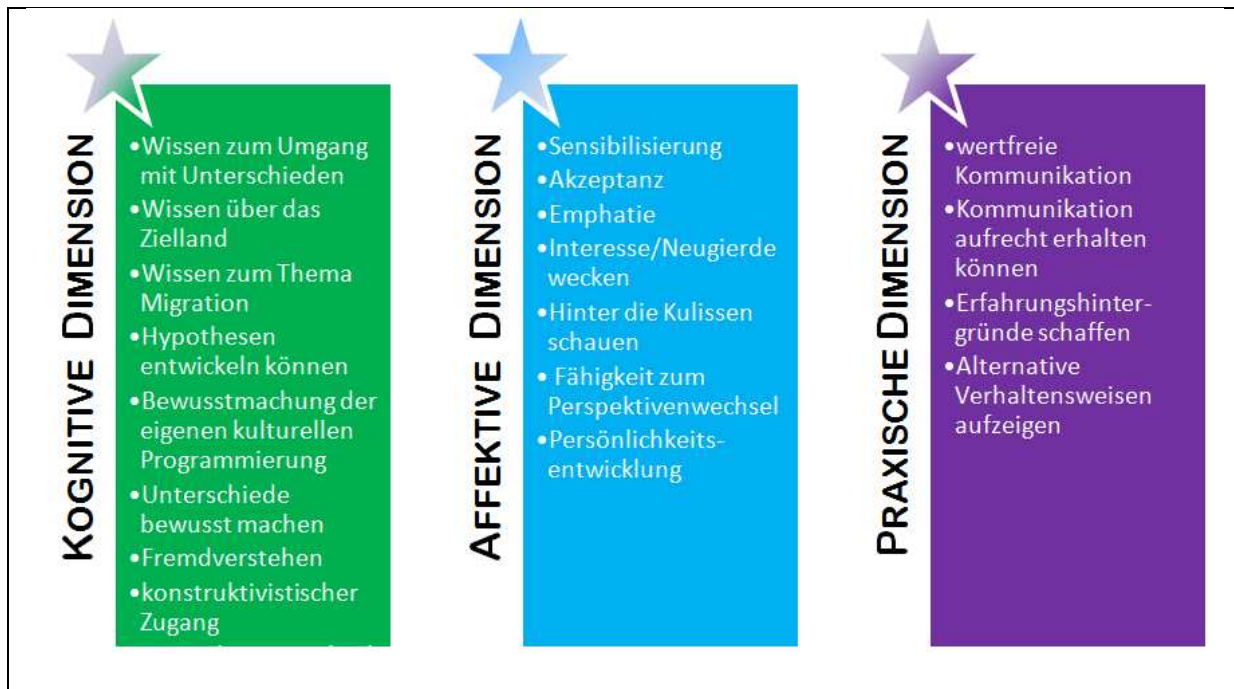 KOGNITIVE DIMENSION
•Wissen zum Umgang
mit Unterschieden
•Wissen über das
Zielland
•Wissen zum Thema
Migration
•Hypothesen
entwickeln können
•Bewusstmachung der
eigenen kulturellen
Programmierung
•Unterschiede
bewusst machen
•Fremdverstehen
•konstruktivistischer
Zugang
AFFEKTIVE DIMENSION
•Sensibilisierung
•Akzeptanz
•Emphatie
•Interesse/Neugierde
wecken
•Hinter die Kulissen
schauen
• Fähigkeit zum
Perspektivenwechsel
•Persönlichkeits-
entwicklung
PRAXISCHE DIMENSION
•wertfreie
Kommunikation
•Kommunikation
aufrecht erhalten
können
•Erfahrungshinter-
gründe schaffen
•Alternative
Verhaltensweisen
aufzeigen